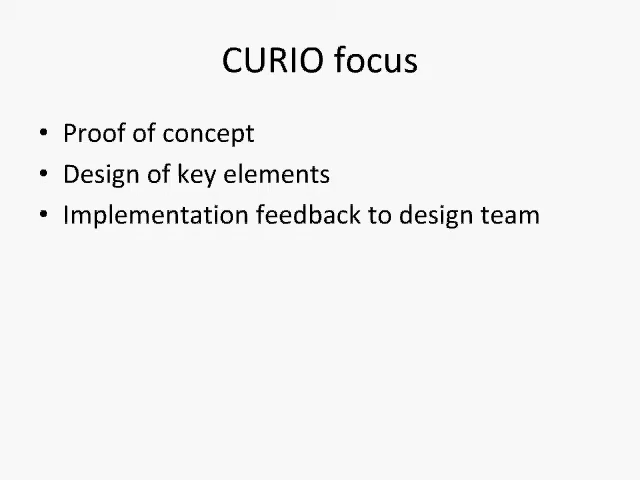 CURIO focus
• Proof of concept
• Design of key elements
• Implementation feedback to design team